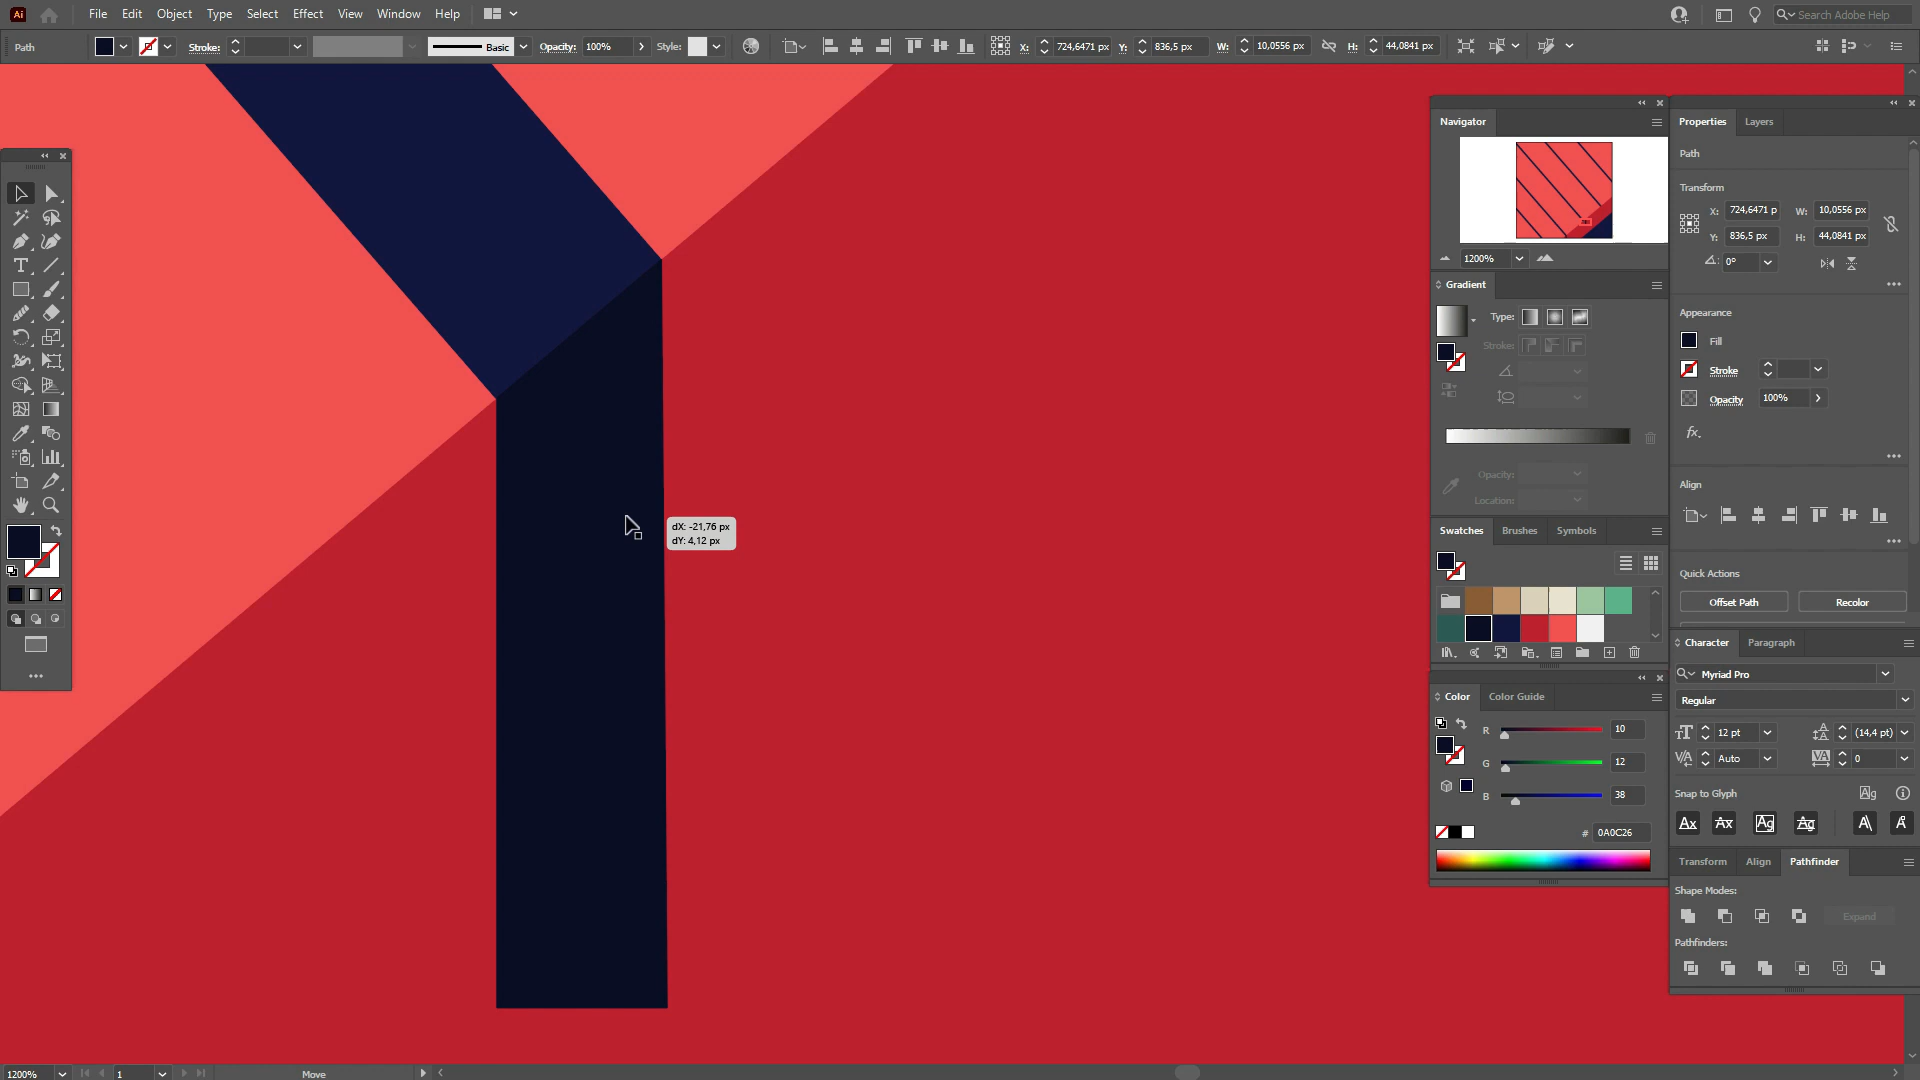 Ai File Edit Object Type Select Effect View Window Help Search Adobe Help
Path Stroke: Basic Opacity: 100% Style: X: 724,6471 px Y: 836,5 px W: 10,0556 px H: 44,0841 px
Navigator
1200%
Gradient
Type:
Stroke:
Opacity:
Location:
Swatches Brushes Symbols
Color Color Guide
R 10
G 12
B 38
# 0A0C26
Properties Layers
Path
Transform
X: 724,6471 p W: 10,0556 px
Y: 836,5 px H: 44,0841 px
0°
Appearance
Fill
Stroke
Opacity 100%
fx.
Align
Quick Actions
Offset Path Recolor
Character Paragraph
Myriad Pro
Regular
12 pt (14,4 pt)
Auto 0
Snap to Glyph
Transform Align Pathfinder
Shape Modes:
Expand
Pathfinders:
dX: -21,76 px
dY: 4,12 px
1200% 1 Move